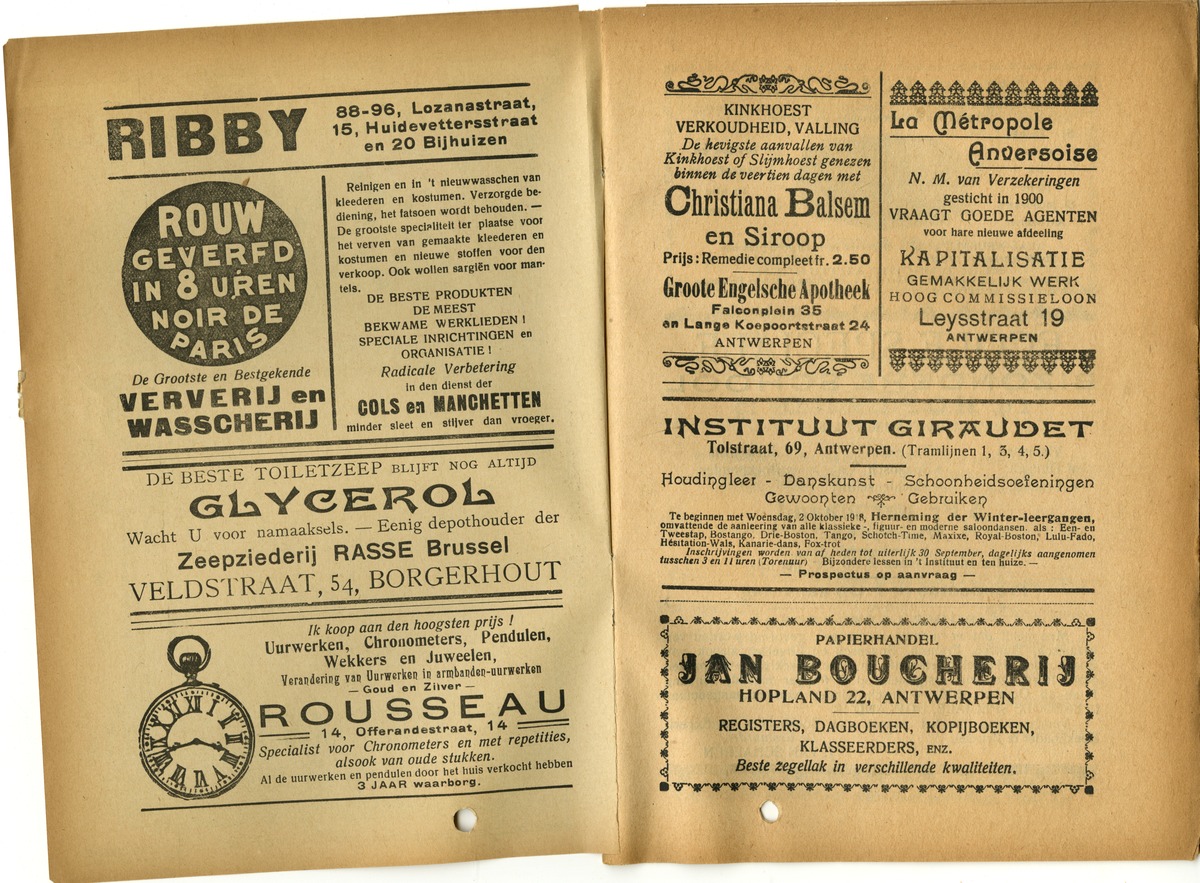 RIBBY
88-96, Lozanastraat,
15, Huidevettersstraat
en 20 Bijhuizen
ROUW
GEVERFD
IN 8 UREN
NOIR DE
PARIS
De Grootste en Bestgekende
VERVERIJ en
WASSCHERIJ
Reinigen en in 't nieuwwasschen van
kleederen en kostumen. Verzorgde be-
diening, het fatsoen wordt behouden. —
De grootste specialiteit ter plaatse voor
het verven van gemaakte kleederen en
kostumen en nieuwe stoffen voor den
verkoop. Ook wollen sargiën voor man-
tels.
DE BESTE PRODUKTEN
DE MEEST
BEKWAME WERKLIEDEN !
SPECIALE INRICHTINGEN en
ORGANISATIE !
Radicale Verbetering
in den dienst der
COLS en MANCHETTEN
minder sleet en stijver dan vroeger.
DE BESTE TOILETZEEP BLIJFT NOG ALTIJD
GLYCEROL
Wacht U voor namaaksels. — Eenig depothouder der
Zeepziederij RASSE Brussel
VELDSTRAAT, 54, BORGERHOUT
Ik koop aan den hoogsten prijs !
Uurwerken, Chronometers, Pendulen,
Wekkers en Juweelen,
Verandering van Uurwerken in armbanden-uurwerken
— Goud en Zilver —
ROUSSEAU
14, Offerandestraat, 14
Specialist voor Chronometers en met repetities,
alsook van oude stukken.
Al de uurwerken en pendulen door het huis verkocht hebben
3 JAAR waarborg.
KINKHOEST
VERKOUDHEID, VALLING
De hevigste aanvallen van
Kinkhoest of Slijmhoest genezen
binnen de veertien dagen met
Christiana Balsem
en Siroop
Prijs : Remedie compleet fr. 2.50
Groote Engelsche Apotheek
Falconplein 35
en Lange Koepoortstraat 24
ANTWERPEN
La Métropole
Anversoise
N. M. van Verzekeringen
gesticht in 1900
VRAAGT GOEDE AGENTEN
voor hare nieuwe afdeeling
KAPITALISATIE
GEMAKKELIJK WERK
HOOG COMMISSIELOON
Leysstraat 19
ANTWERPEN
INSTITUUT GIRAUDET
Tolstraat, 69, Antwerpen. (Tramlijnen 1, 3, 4, 5.)
Houdingleer - Danskunst - Schoonheidsoefeningen
Gewoonten Gebruiken
Te beginnen met Woensdag, 2 Oktober 1918, Herneming der Winter-leergangen,
omvattende de aanleering van alle klassieke -, figuur- en moderne saloondansen. als : Een- en
Tweestap, Bostango, Drie-Boston, Tango, Schotch-Time, Maxixe, Royal-Boston, Lulu-Fado,
Hésitation-Wals, Kanarie-dans, Fox-trot
Inschrijvingen worden van af heden tot uiterlijk 30 September, dagelijks aangenomen
tusschen 3 en 11 uren (Torenuur) - Bijzondere lessen in 't Instituut en ten huize. —
— Prospectus op aanvraag —
PAPIERHANDEL
JAN BOUCHERIJ
HOPLAND 22, ANTWERPEN
REGISTERS, DAGBOEKEN, KOPIJBOEKEN,
KLASSEERDERS, ENZ.
Beste zegellak in verschillende kwaliteiten.